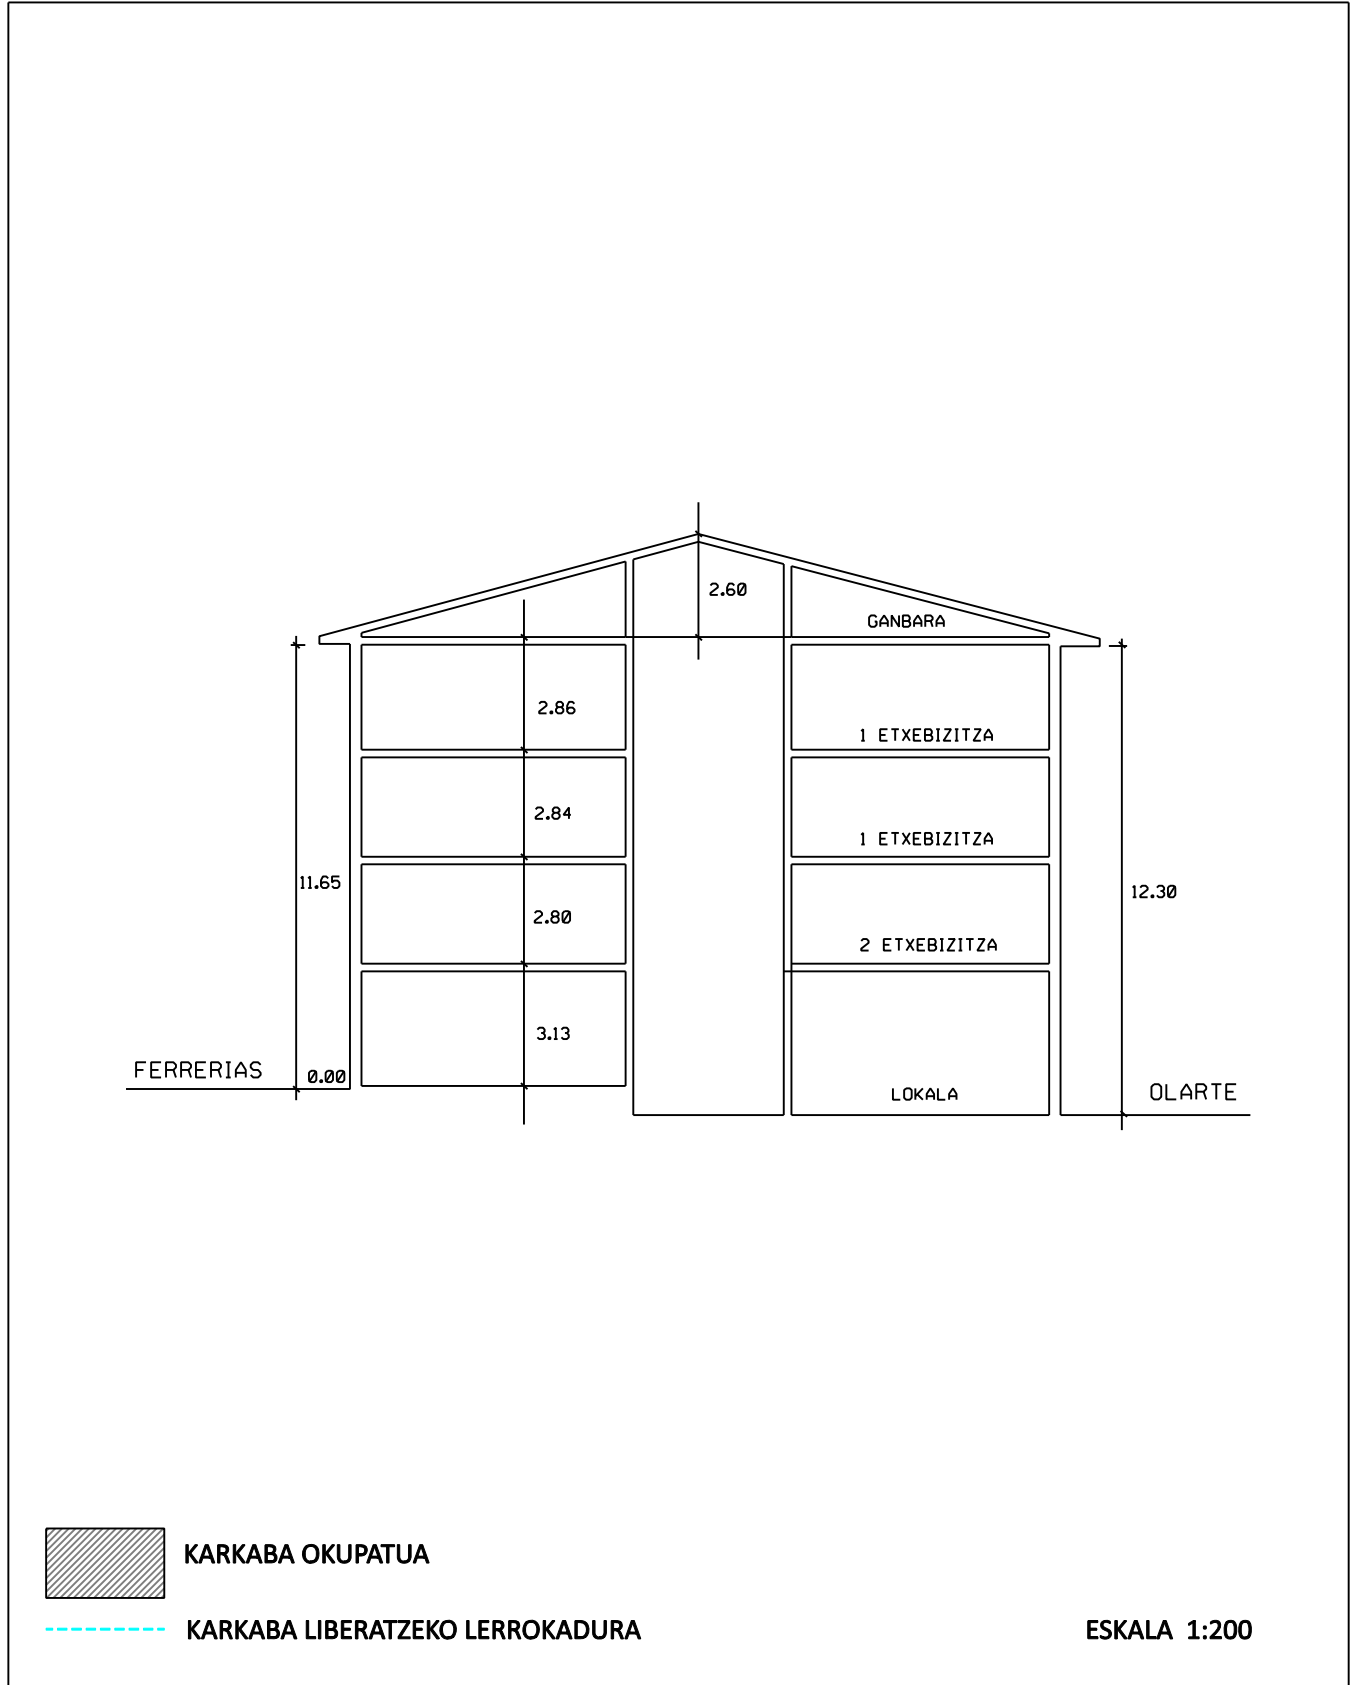 2.60
GANBARA
2.86
1 ETXEBIZITZA
2.84
1 ETXEBIZITZA
11.65
12.30
2.80
2 ETXEBIZITZA
3.13
FERRERIAS
0.00
LOKALA
OLARTE
KARKABA OKUPATUA
KARKABA LIBERATZEKO LERROKADURA
ESKALA 1:200